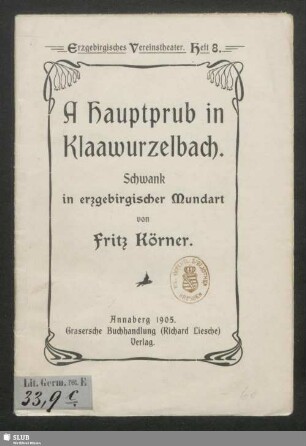 Erzgebirgisches Vereinstheater. Heft 8.
A Hauptprub in
Klaawurzelbach.
Schwank
in erzgebirgischer Mundart
von
Fritz Körner.
Annaberg 1905.
Grasersche Buchhandlung (Richard Liesche)
Verlag.
Lit. Germ. rec. E.
33,9 c.
SLUB